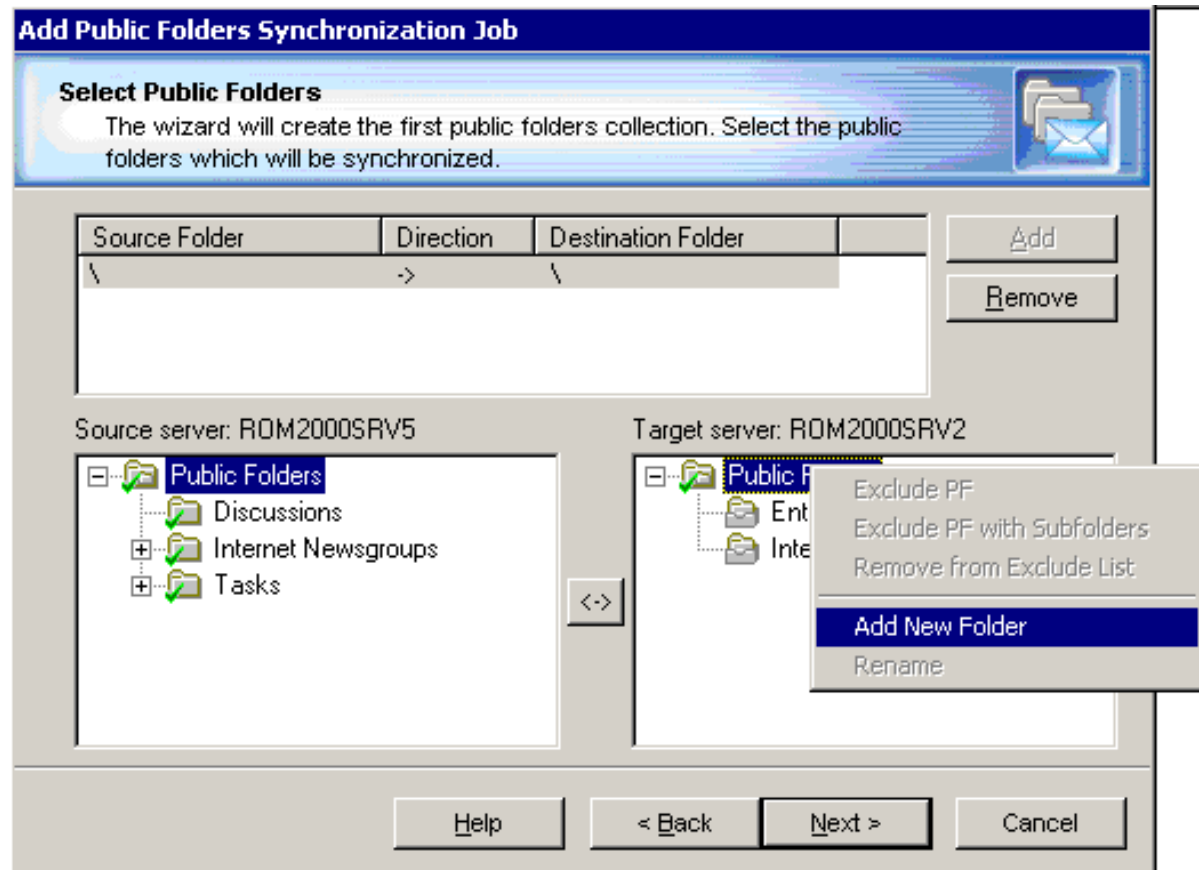 Add Public Folders Synchronization Job
Select Public Folders
The wizard will create the first public folders collection. Select the public
folders which will be synchronized.
Source Folder Direction Destination Folder
\ -> \
Add
Remove
Source server: ROM2000SRV5
Target server: ROM2000SRV2
Public Folders
Discussions
Internet Newsgroups
Tasks
<->
Public
Exclude PF
Exclude PF with Subfolders
Remove from Exclude List
Add New Folder
Rename
Help
< Back
Next >
Cancel